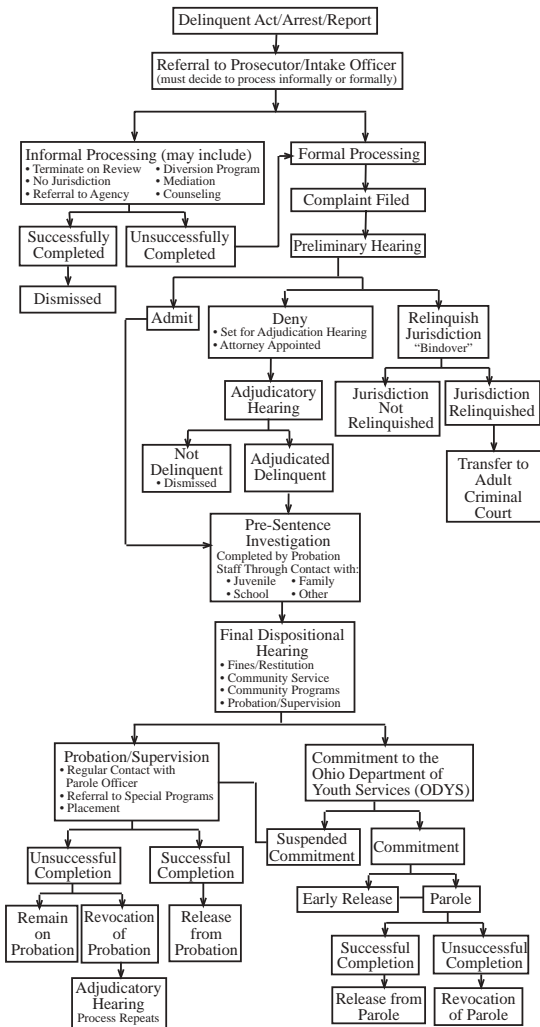 Delinquent Act/Arrest/Report
Referral to Prosecutor/Intake Officer
(must decide to process informally or formally)
Informal Processing (may include)
• Terminate on Review • Diversion Program
• No Jurisdiction • Mediation
• Referral to Agency • Counseling
Formal Processing
Complaint Filed
Successfully
Completed
Unsuccessfully
Completed
Preliminary Hearing
Dismissed
Admit
Deny
• Set for Adjudication Hearing
• Attorney Appointed
Relinquish
Jurisdiction
“Bindover”
Adjudicatory
Hearing
Jurisdiction
Not
Relinquished
Jurisdiction
Relinquished
Not
Delinquent
• Dismissed
Adjudicated
Delinquent
Transfer to
Adult
Criminal
Court
Pre-Sentence
Investigation
Completed by Probation
Staff Through Contact with:
• Juvenile • Family
• School • Other
Final Dispositional
Hearing
• Fines/Restitution
• Community Service
• Community Programs
• Probation/Supervision
Probation/Supervision
• Regular Contact with
Parole Officer
• Referral to Special Programs
• Placement
Commitment to the
Ohio Department of
Youth Services (ODYS)
Suspended
Commitment
Commitment
Unsuccessful
Completion
Successful
Completion
Early Release
Parole
Remain
on
Probation
Revocation
of
Probation
Release
from
Probation
Successful
Completion
Unsuccessful
Completion
Adjudicatory
Hearing
Process Repeats
Release from
Parole
Revocation
of Parole